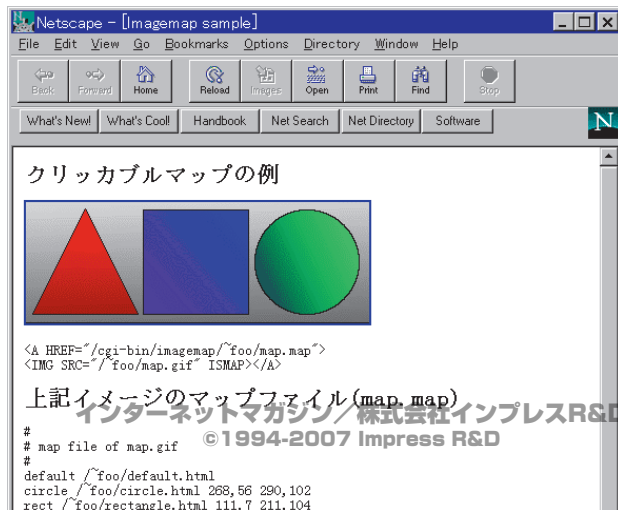 Netscape - [Imagemap sample]
File Edit View Go Bookmarks Options Directory Window Help
Back Forward Home Reload Images Open Print Find Stop
What's New! What's Cool! Handbook Net Search Net Directory Software
N
クリッカブルマップの例
<A HREF="/cgi-bin/imagemap/~foo/map.map">
<IMG SRC="/~foo/map.gif" ISMAP></A>
上記イメージのマップファイル(map.map)
インターネットマガジン/株式会社インプレスR&D
©1994-2007 Impress R&D
#
# map file of map.gif
#
default /~foo/default.html
circle /~foo/circle.html 268,56 290,102
rect /~foo/rectangle.html 111,7 211,104